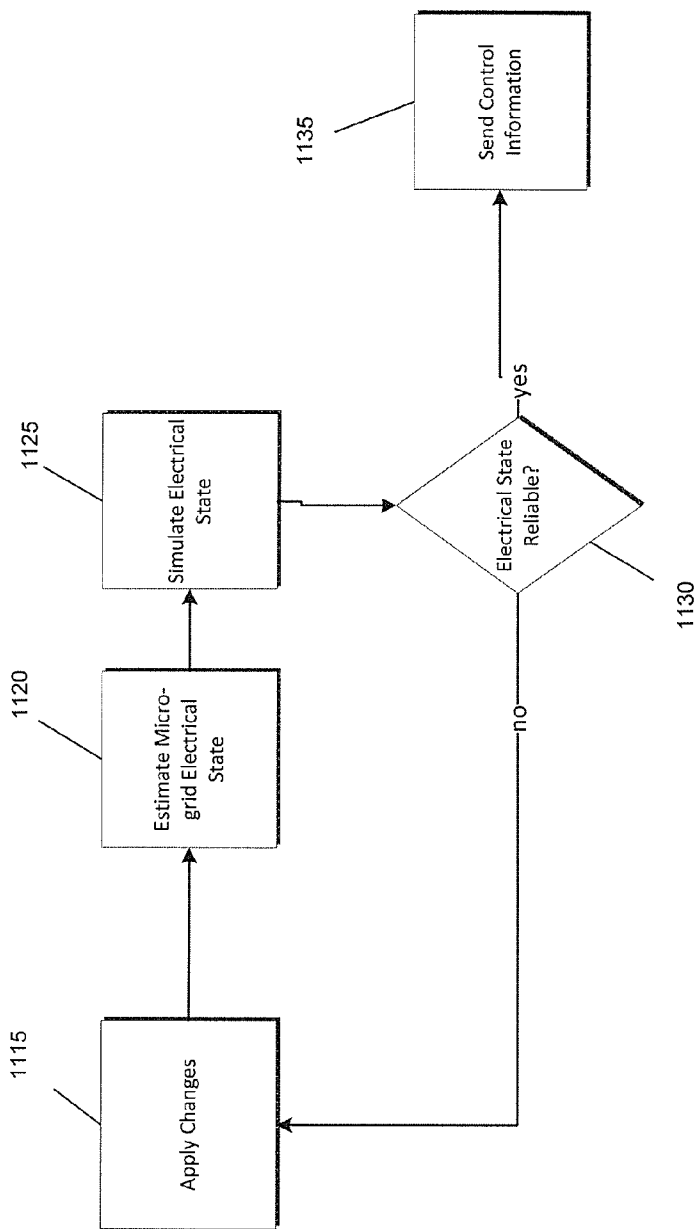 1115
Apply Changes
1120
Estimate Micro-
grid Electrical
State
1125
Simulate Electrical
State
Electrical State
Reliable?
1130
no
yes
1135
Send Control
Information